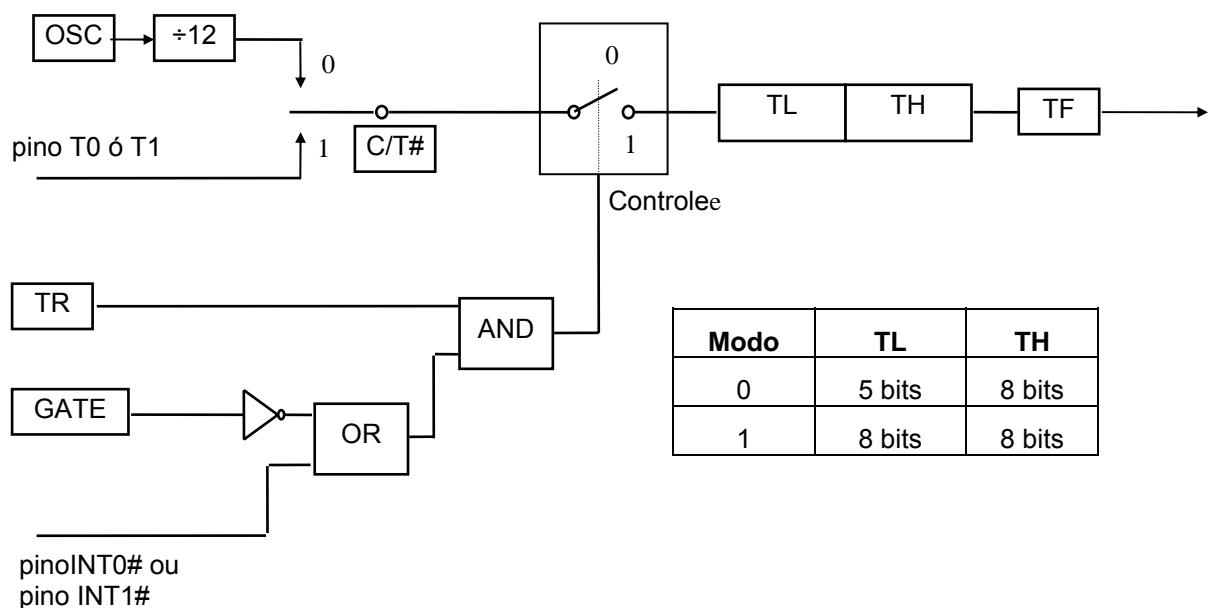 OSC
÷12
0
1
pino T0 ó T1
C/T#
0
1
Controlee
TL
TH
TF
TR
GATE
AND
OR
pinoINT0# ou
pino INT1#
Modo TL TH
0 5 bits 8 bits
1 8 bits 8 bits